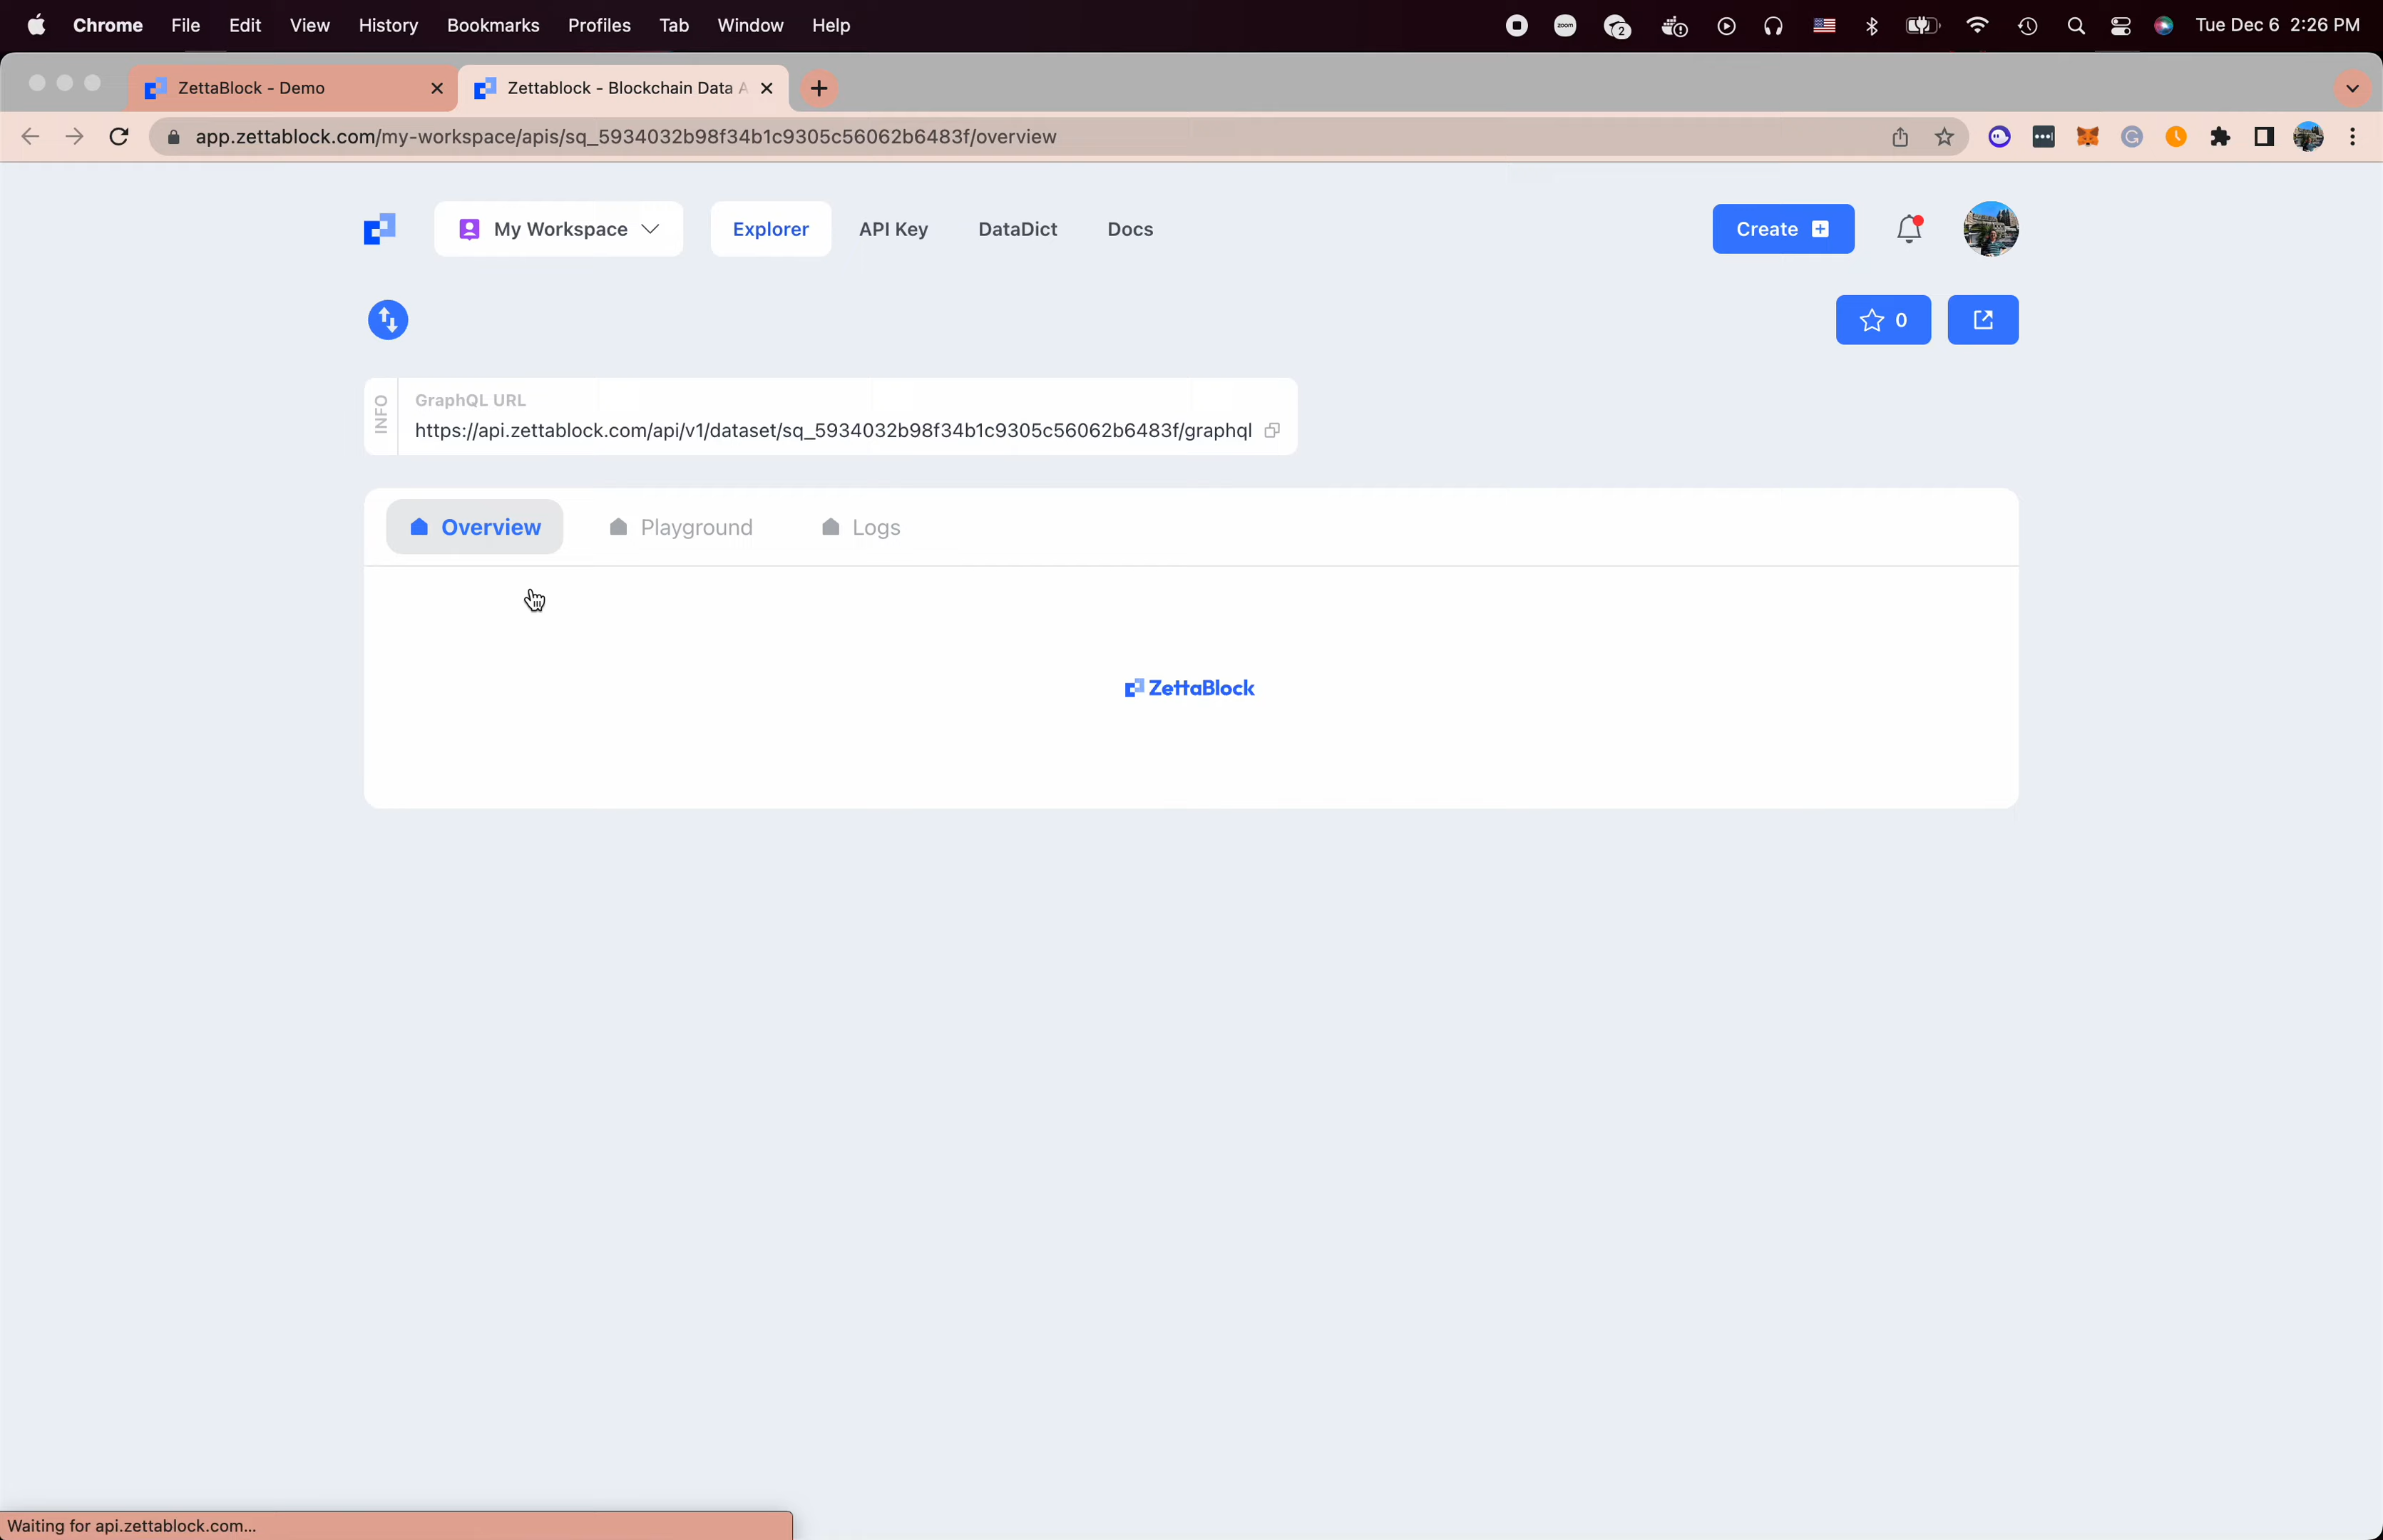 Chrome File Edit View History Bookmarks Profiles Tab Window Help
zoom 2 Tue Dec 6 2:26 PM
ZettaBlock - Demo
Zettablock - Blockchain Data A
app.zettablock.com/my-workspace/apis/sq_5934032b98f34b1c9305c56062b6483f/overview
My Workspace Explorer API Key DataDict Docs Create
0
INFO
GraphQL URL
https://api.zettablock.com/api/v1/dataset/sq_5934032b98f34b1c9305c56062b6483f/graphql
Overview Playground Logs
ZettaBlock
Waiting for api.zettablock.com...